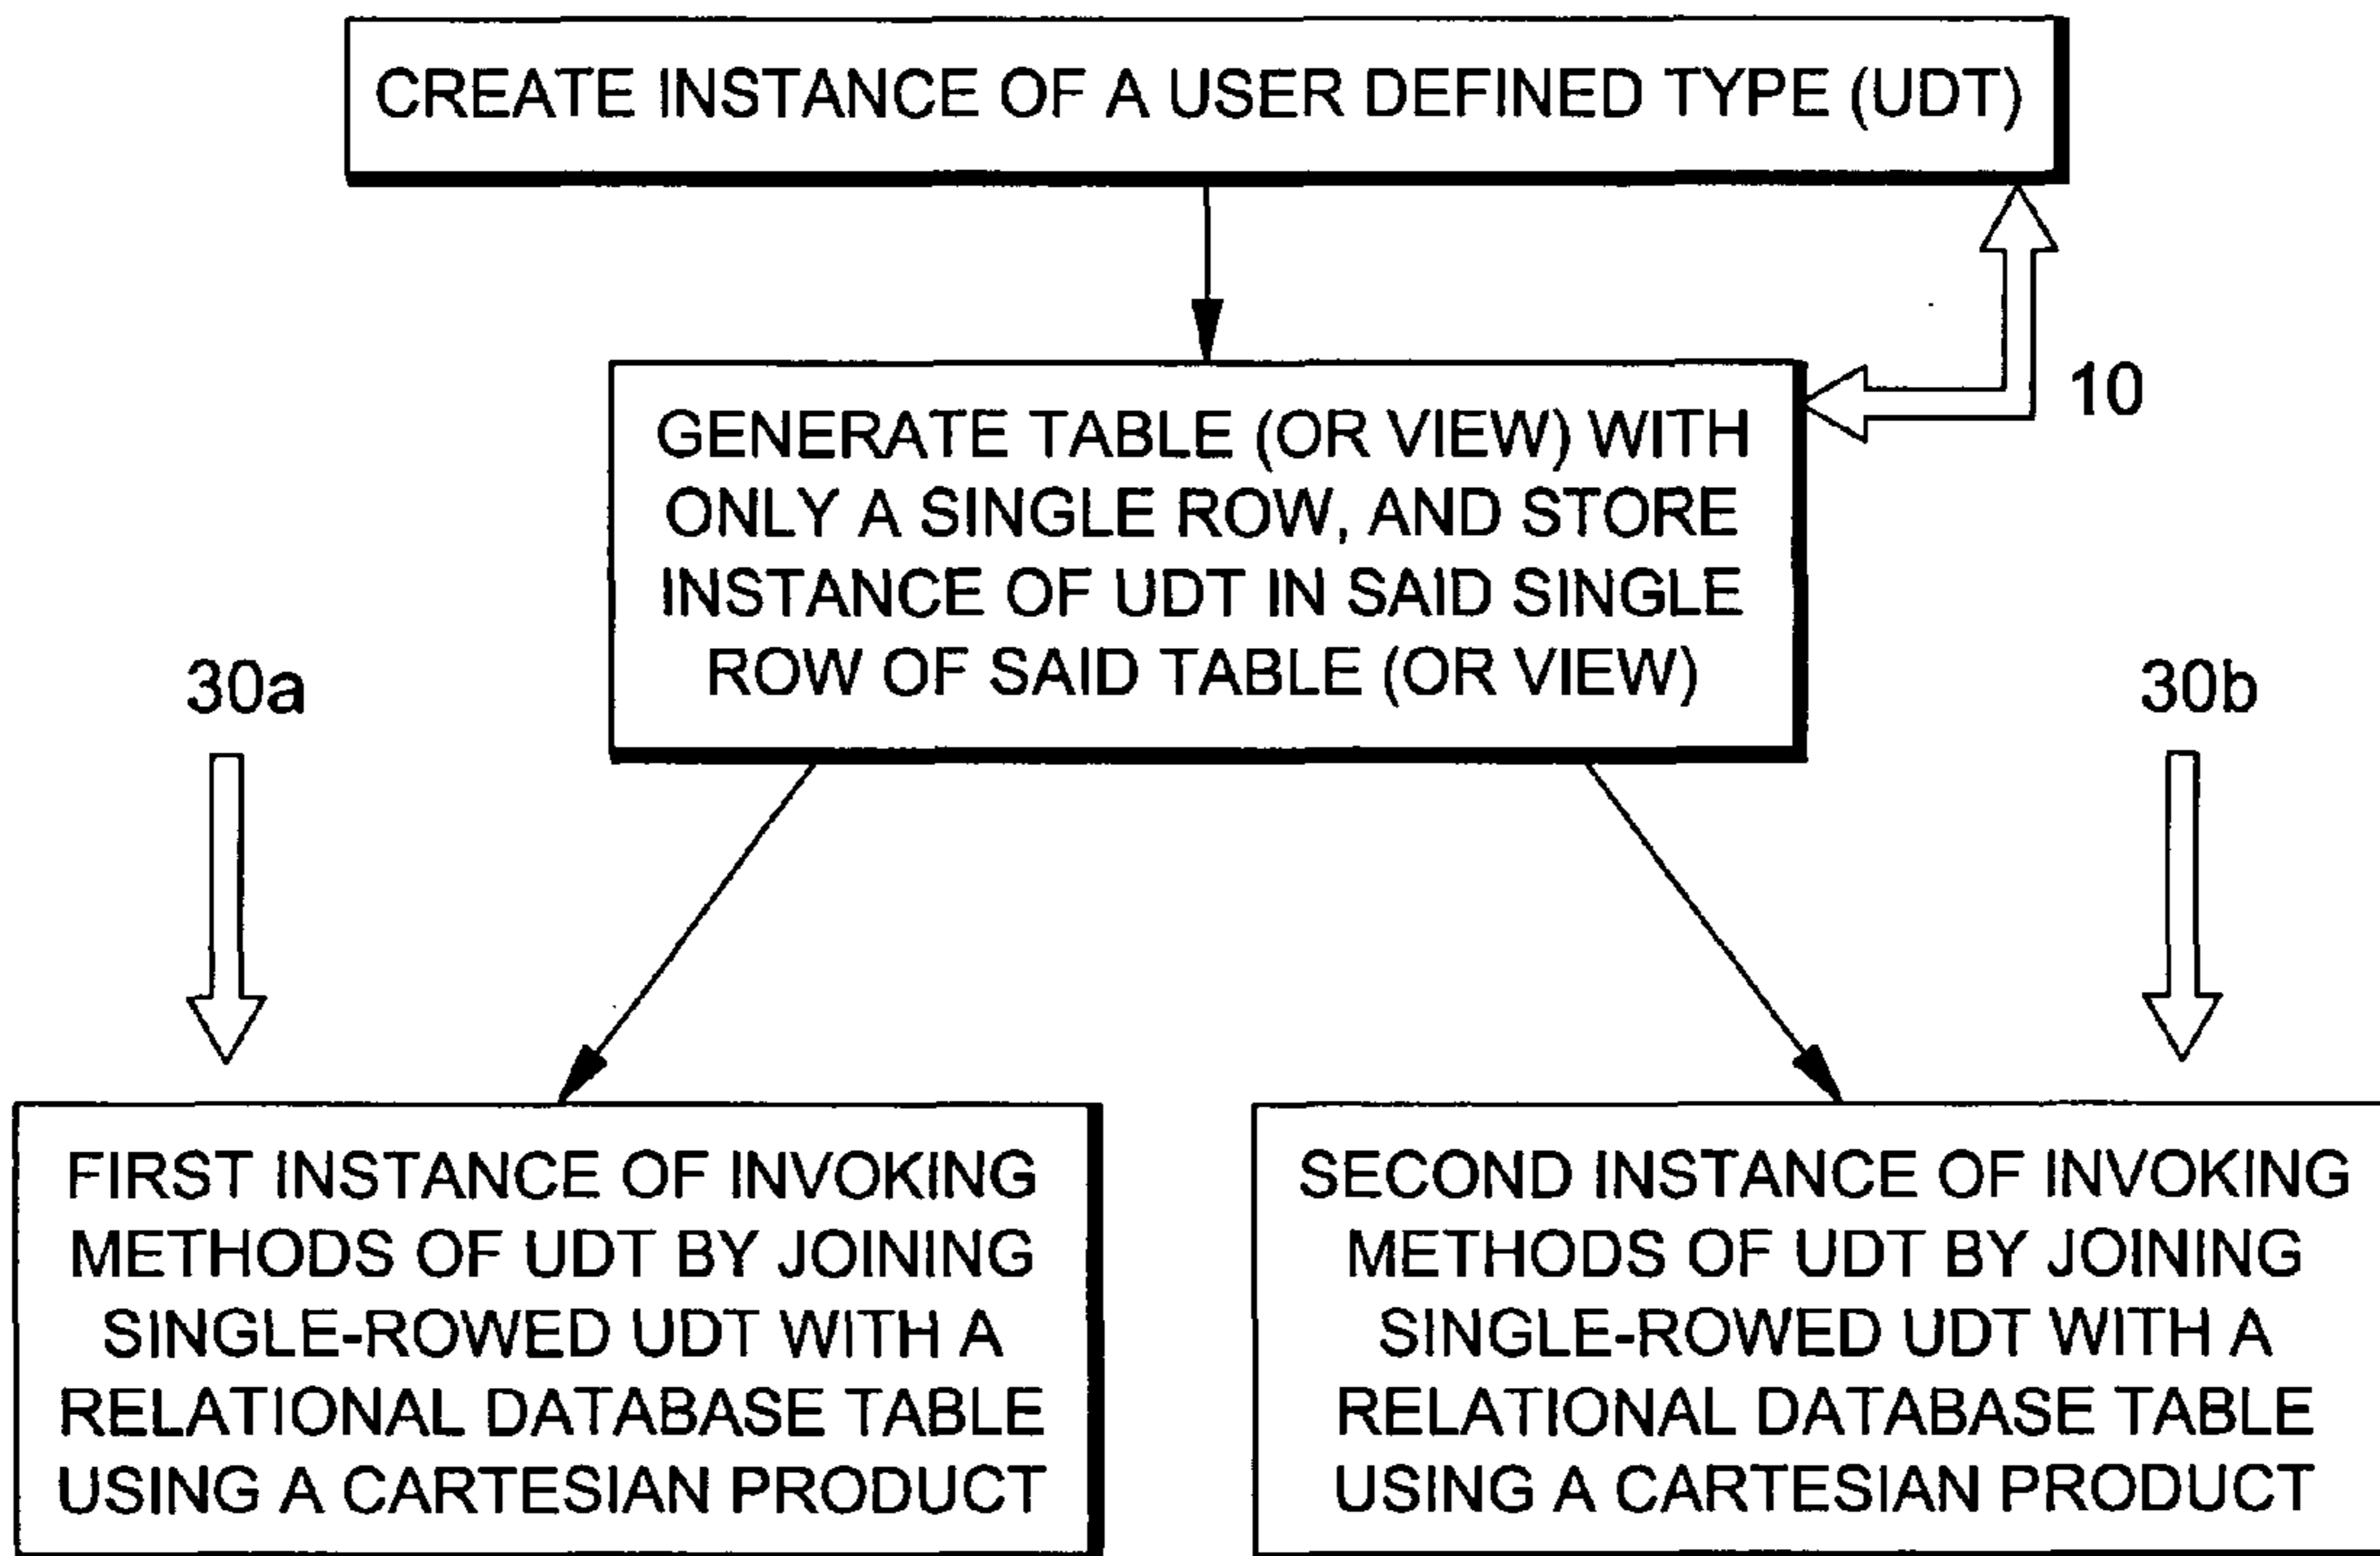 CREATE INSTANCE OF A USER DEFINED TYPE (UDT)
10
GENERATE TABLE (OR VIEW) WITH
ONLY A SINGLE ROW, AND STORE
INSTANCE OF UDT IN SAID SINGLE
ROW OF SAID TABLE (OR VIEW)
30a
30b
FIRST INSTANCE OF INVOKING
METHODS OF UDT BY JOINING
SINGLE-ROWED UDT WITH A
RELATIONAL DATABASE TABLE
USING A CARTESIAN PRODUCT
SECOND INSTANCE OF INVOKING
METHODS OF UDT BY JOINING
SINGLE-ROWED UDT WITH A
RELATIONAL DATABASE TABLE
USING A CARTESIAN PRODUCT